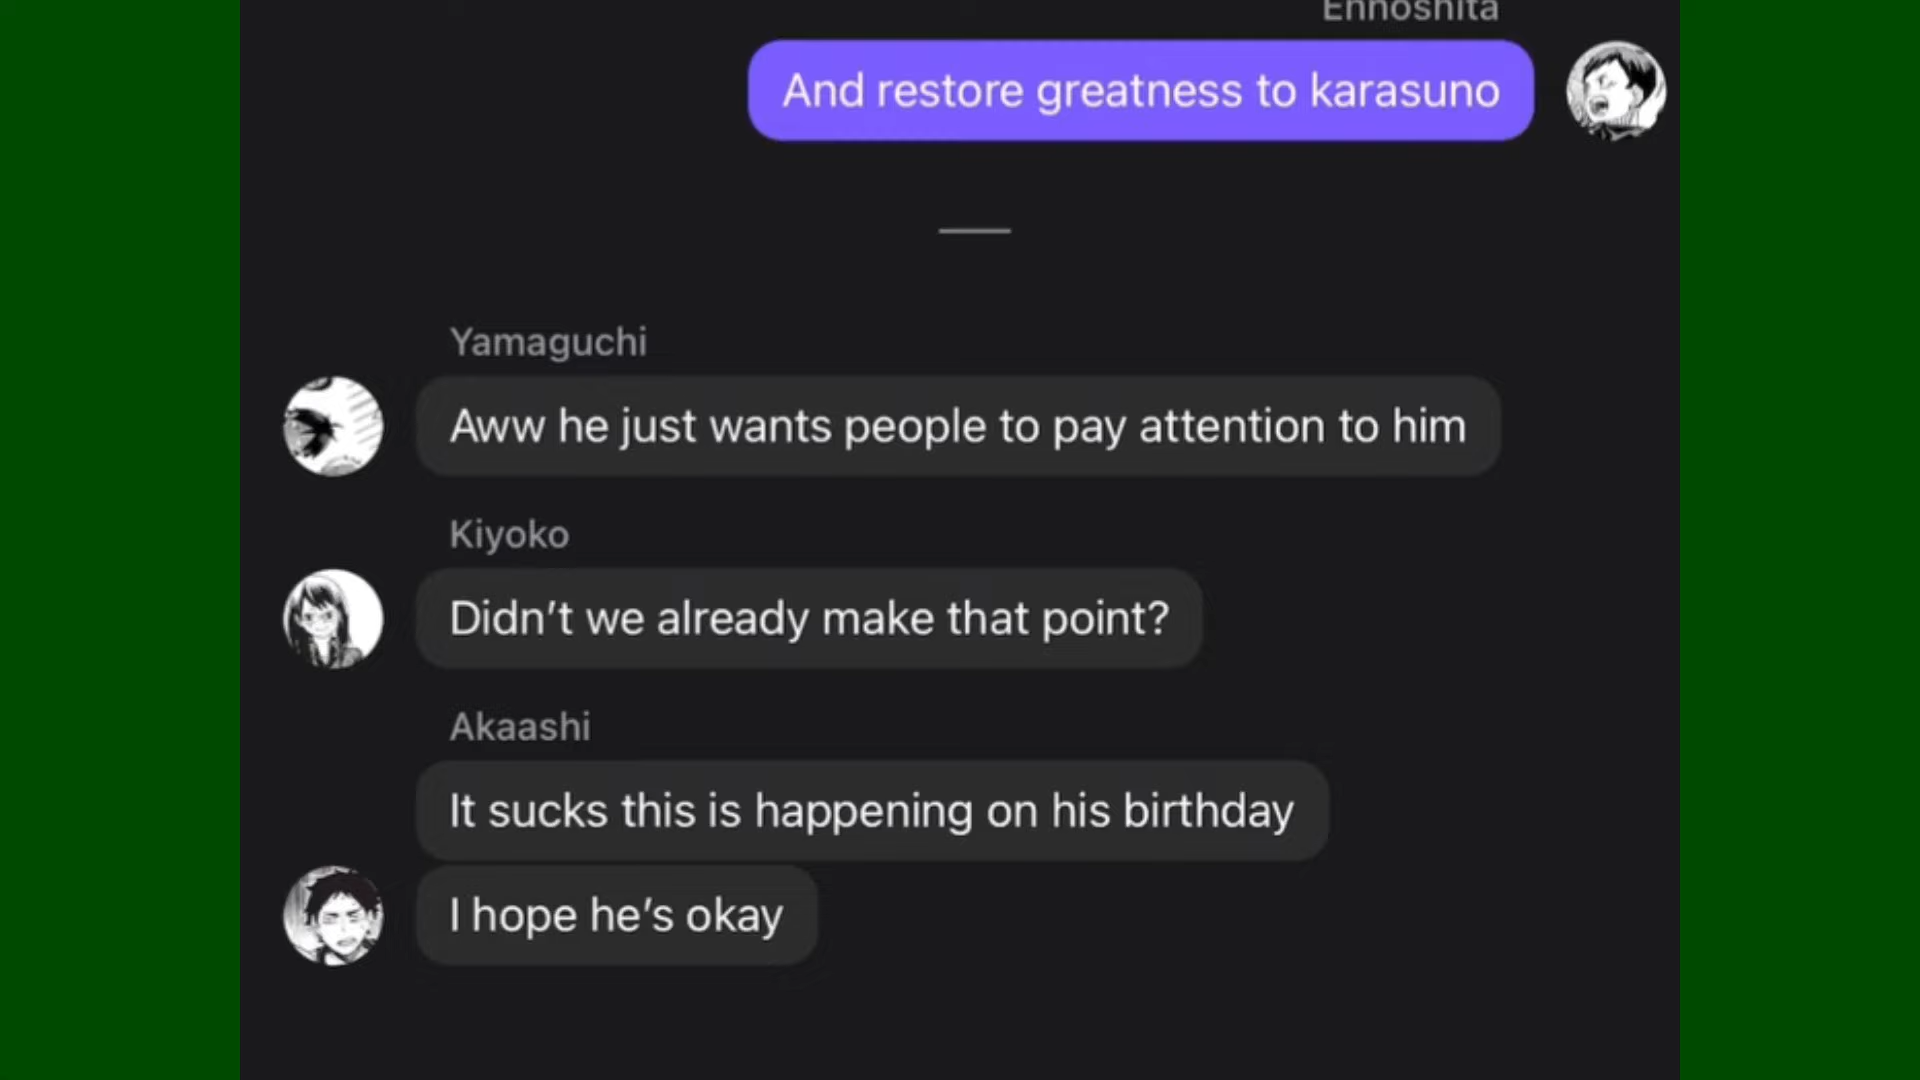 Ennoshita
And restore greatness to karasuno
Yamaguchi
Aww he just wants people to pay attention to him
Kiyoko
Didn’t we already make that point?
Akaashi
It sucks this is happening on his birthday
I hope he’s okay